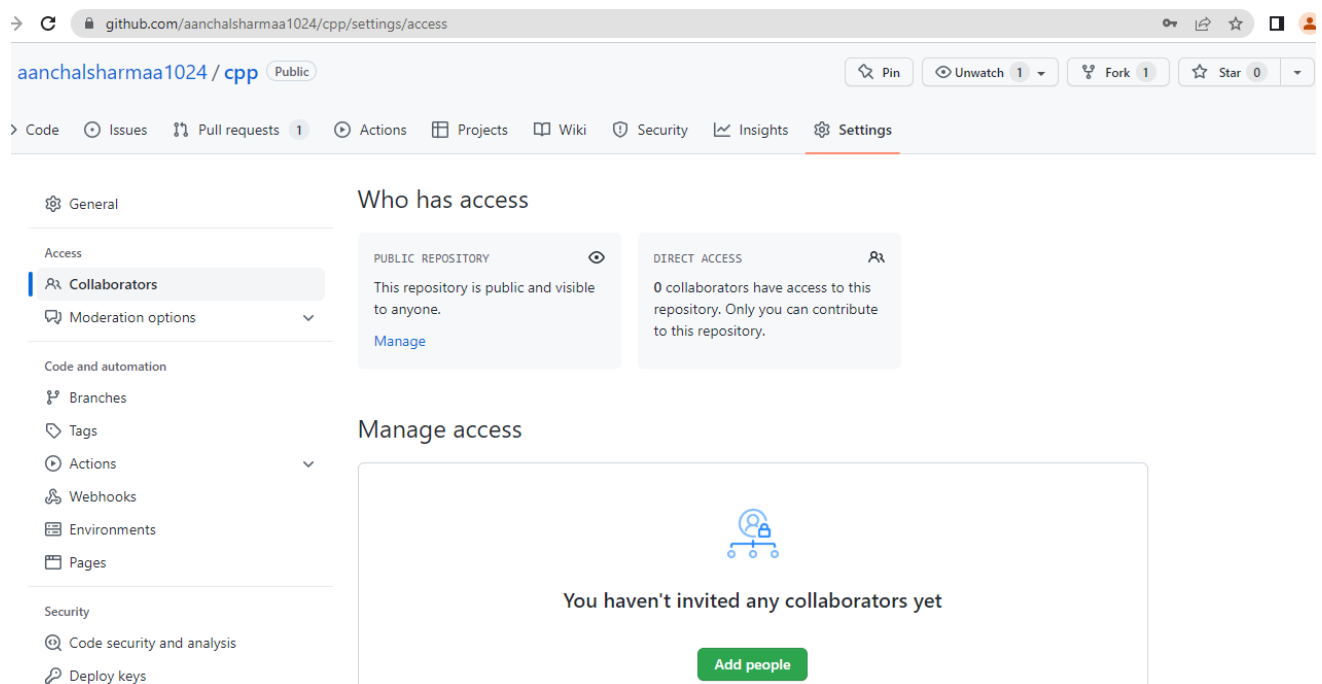 github.com/aanchalsharmaa1024/cpp/settings/access
aanchalsharmaa1024 / cpp Public
Pin
Unwatch 1
Fork 1
Star 0
Code Issues Pull requests 1 Actions Projects Wiki Security Insights Settings
General
Access
Collaborators
Moderation options
Code and automation
Branches
Tags
Actions
Webhooks
Environments
Pages
Security
Code security and analysis
Deploy keys
Who has access
PUBLIC REPOSITORY
This repository is public and visible
to anyone.
Manage
DIRECT ACCESS
0 collaborators have access to this
repository. Only you can contribute
to this repository.
Manage access
You haven't invited any collaborators yet
Add people